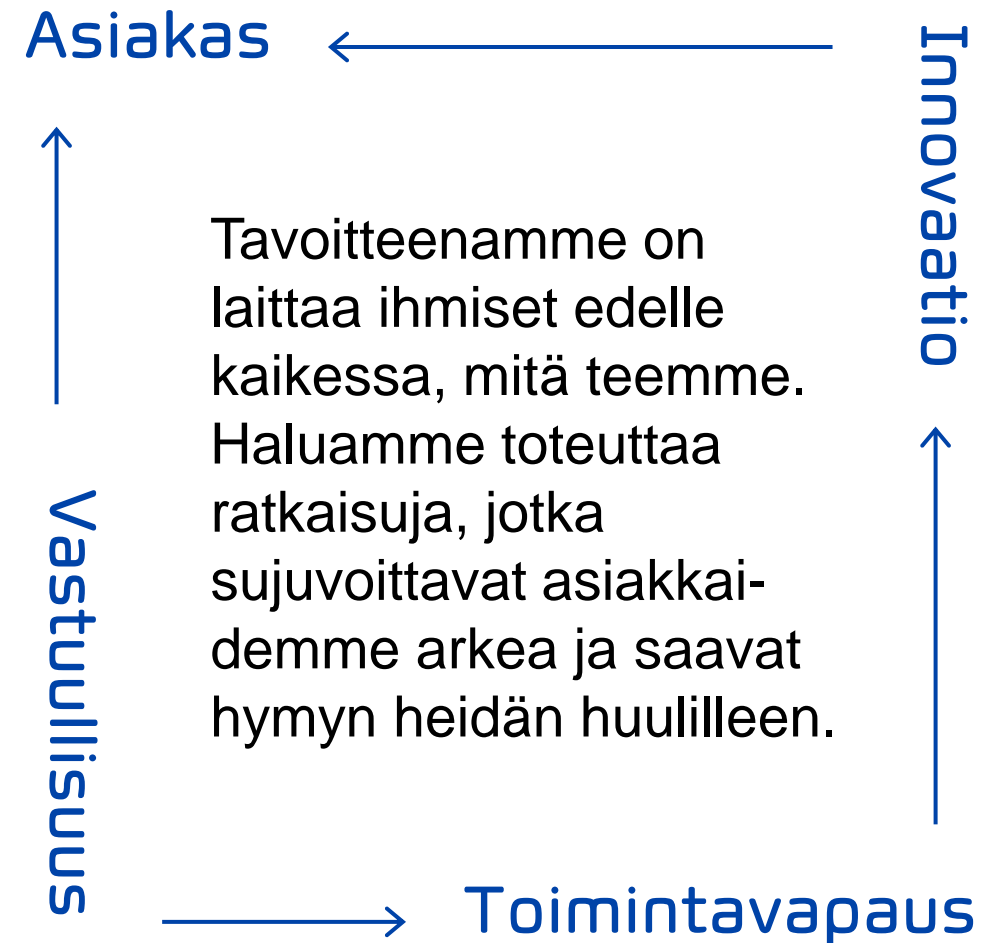 Asiakas
Innovaatio
Tavoitteenamme on
laittaa ihmiset edelle
kaikessa, mitä teemme.
Haluamme toteuttaa
ratkaisuja, jotka
sujuvoittavat asiakkai-
demme arkea ja saavat
hymyn heidän huulilleen.
Vastuullisuus
Toimintavapaus